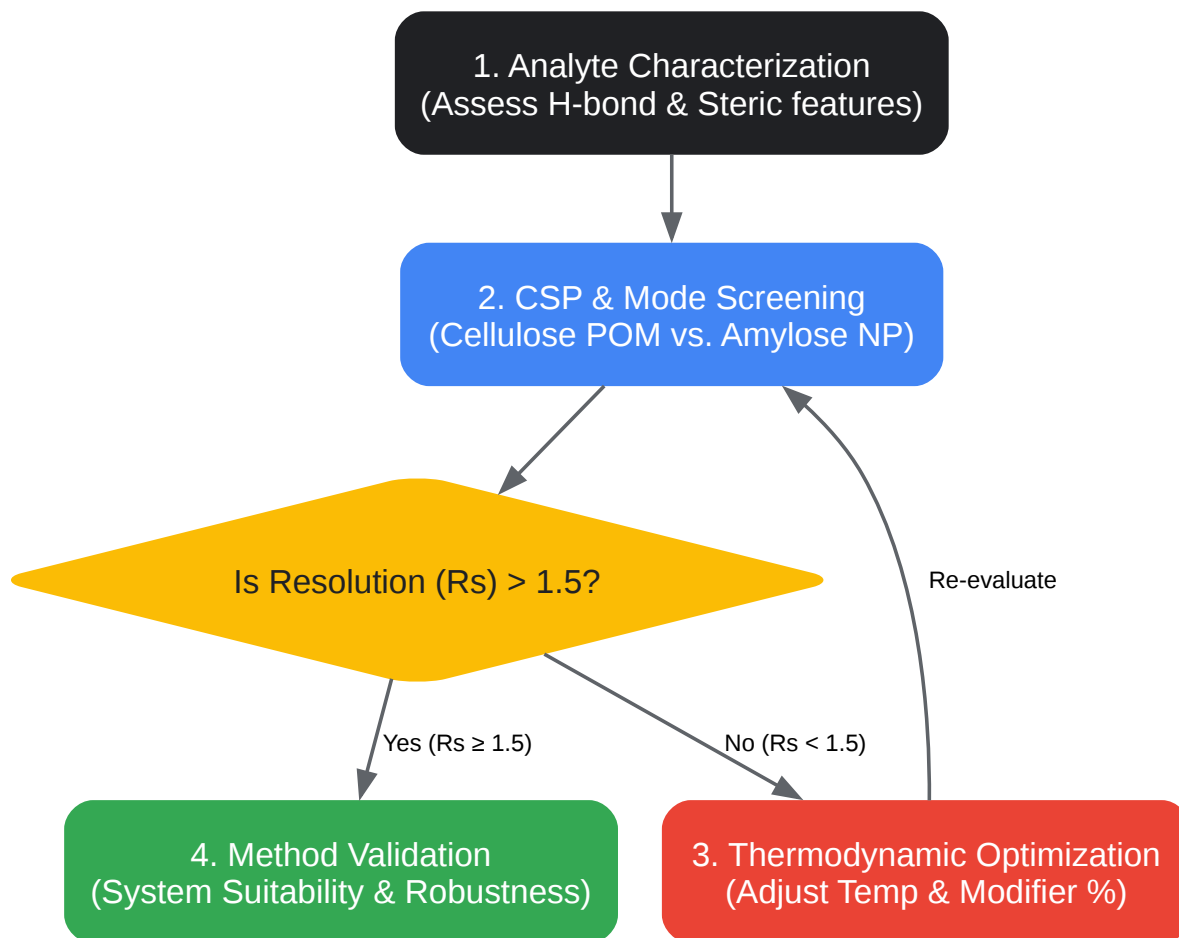 1. Analyte Characterization
(Assess H-bond & Steric features)
2. CSP & Mode Screening
(Cellulose POM vs. Amylose NP)
Is Resolution (Rs) > 1.5?
Re-evaluate
Yes (Rs ≥ 1.5)
No (Rs < 1.5)
4. Method Validation
(System Suitability & Robustness)
3. Thermodynamic Optimization
(Adjust Temp & Modifier %)